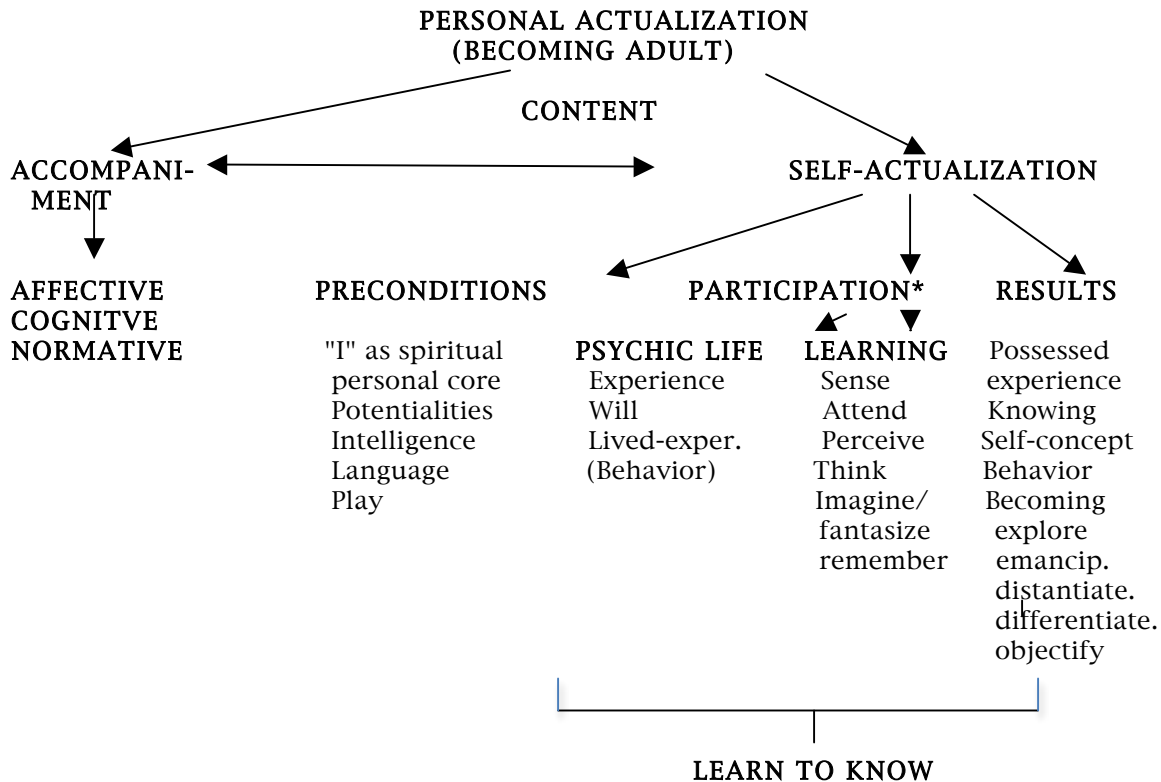 PERSONAL ACTUALIZATION
(BECOMING ADULT)
CONTENT
ACCOMPANI-
MENT
SELF-ACTUALIZATION
AFFECTIVE
COGNITVE
NORMATIVE
PRECONDITIONS
"I" as spiritual
personal core
Potentialities
Intelligence
Language
Play
PARTICIPATION*
PSYCHIC LIFE
Experience
Will
Lived-exper.
(Behavior)
LEARNING
Sense
Attend
Perceive
Think
Imagine/
fantasize
remember
RESULTS
Possessed
experience
Knowing
Self-concept
Behavior
Becoming
explore
emancip.
distantiate.
differentiate.
objectify
LEARN TO KNOW